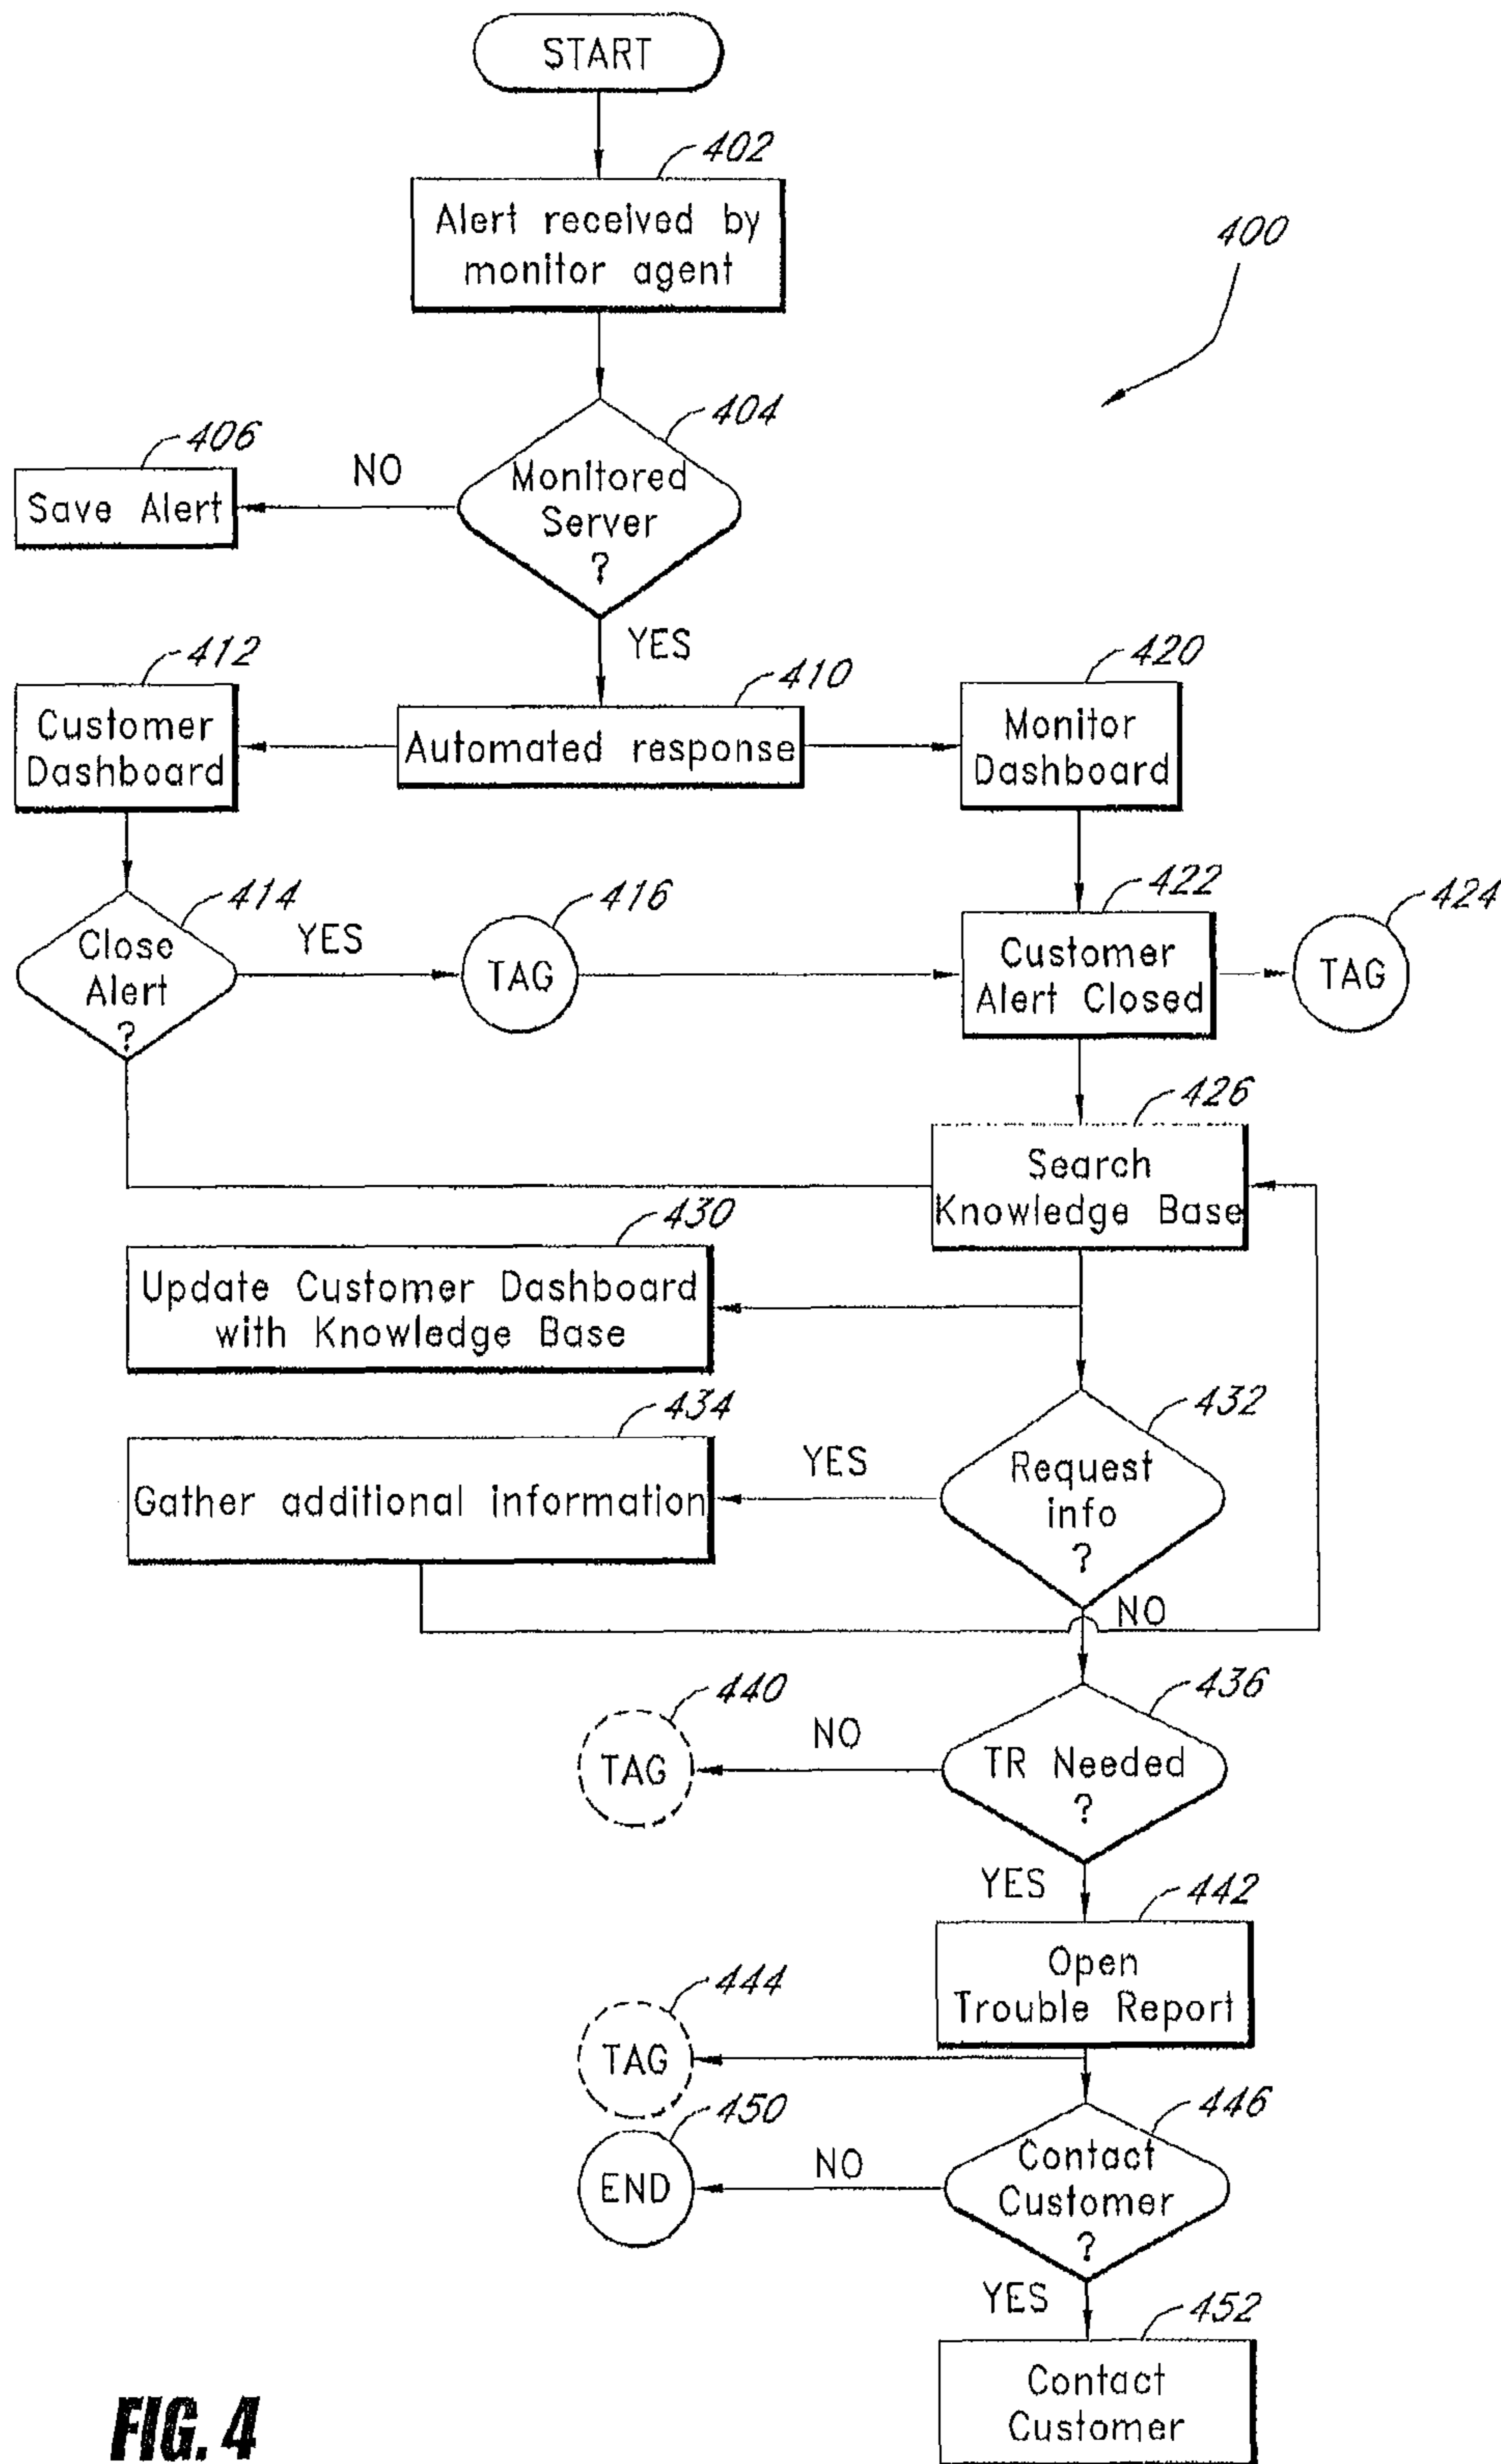 START
402
Alert received by
monitor agent
400
404
Monitored
Server
?
NO
406
Save Alert
YES
410
Automated response
412
Customer
Dashboard
420
Monitor
Dashboard
414
Close
Alert
?
YES
416
TAG
422
Customer
Alert Closed
424
TAG
426
Search
Knowledge Base
430
Update Customer Dashboard
with Knowledge Base
432
Request
info
?
YES
434
Gather additional information
NO
436
TR Needed
?
NO
440
TAG
YES
442
Open
Trouble Report
444
TAG
446
Contact
Customer
?
NO
450
END
YES
452
Contact
Customer
FIG. 4